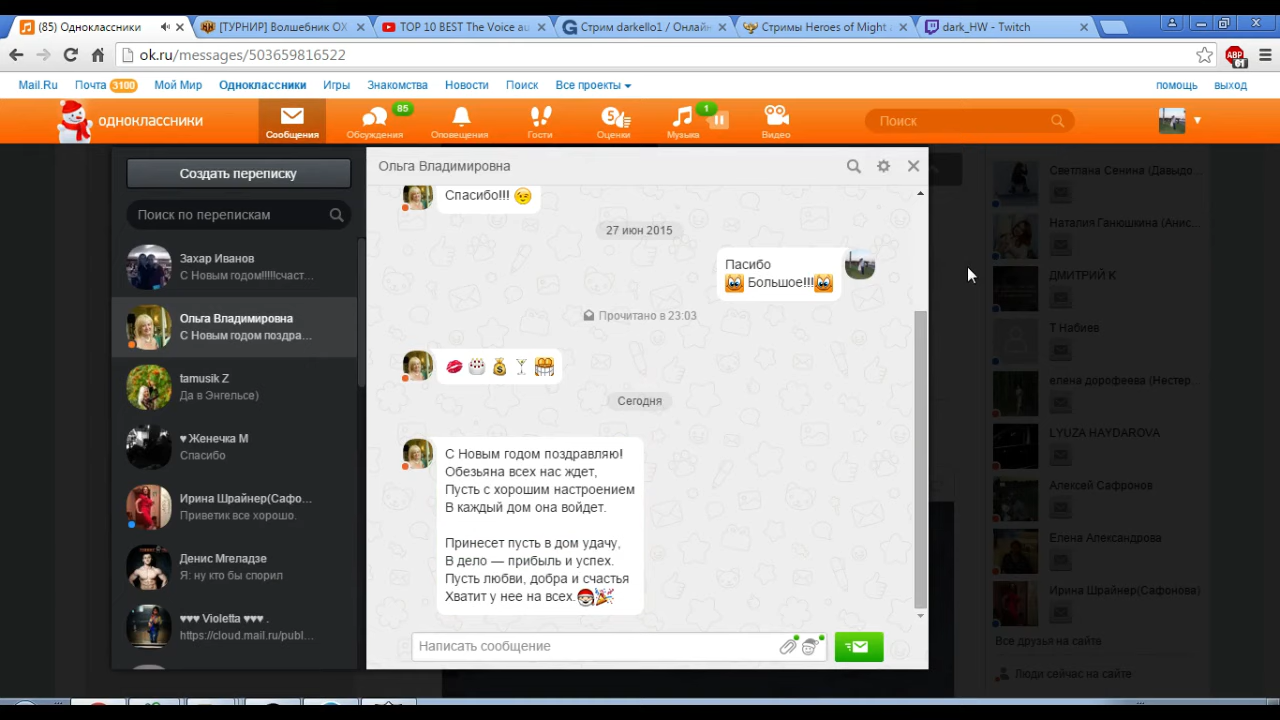 (85) Одноклассники
[ТУРНИР] Волшебник ОХ
TOP 10 BEST The Voice au
Стрим darkello1 / Онлайн
Стримы Heroes of Might
dark_HW - Twitch
ok.ru/messages/503659816522
ABP
61
Mail.Ru
Почта 3100
Мой Мир
Одноклассники
Игры
Знакомства
Новости
Поиск
Все проекты
помощь
выход
одноклассники
Сообщения
85
Обсуждения
Оповещения
Гости
5
Оценки
1
Музыка
Видео
Поиск
Создать переписку
Поиск по перепискам
Захар Иванов
С Новым годом!!!!!счаст...
Ольга Владимировна
С Новым годом поздра...
tamusik Z
Да в Энгельсе)
♥ Женечка М
Спасибо
Ирина Шрайнер(Сафо...
Приветик все хорошо.
Денис Мгеладзе
Я: ну кто бы спорил
♥♥♥ Violetta ♥♥♥ .
https://cloud.mail.ru/publ...
Ольга Владимировна
Спасибо!!!
27 июн 2015
Пасибо
Большое!!!
Прочитано в 23:03
Сегодня
С Новым годом поздравляю!
Обезьяна всех нас ждет,
Пусть с хорошим настроением
В каждый дом она войдет.
Принесет пусть в дом удачу,
В дело — прибыль и успех.
Пусть любви, добра и счастья
Хватит у нее на всех.
Написать сообщение
Светлана Сенина (Давыдо...
Наталия Ганюшкина (Анис...
ДМИТРИЙ К
Т Набиев
елена дорофеева (Нестер...
LYUZA HAYDAROVA
Алексей Сафронов
Елена Александрова
Ирина Шрайнер(Сафонова)
Все друзья на сайте
Люди сейчас на сайте